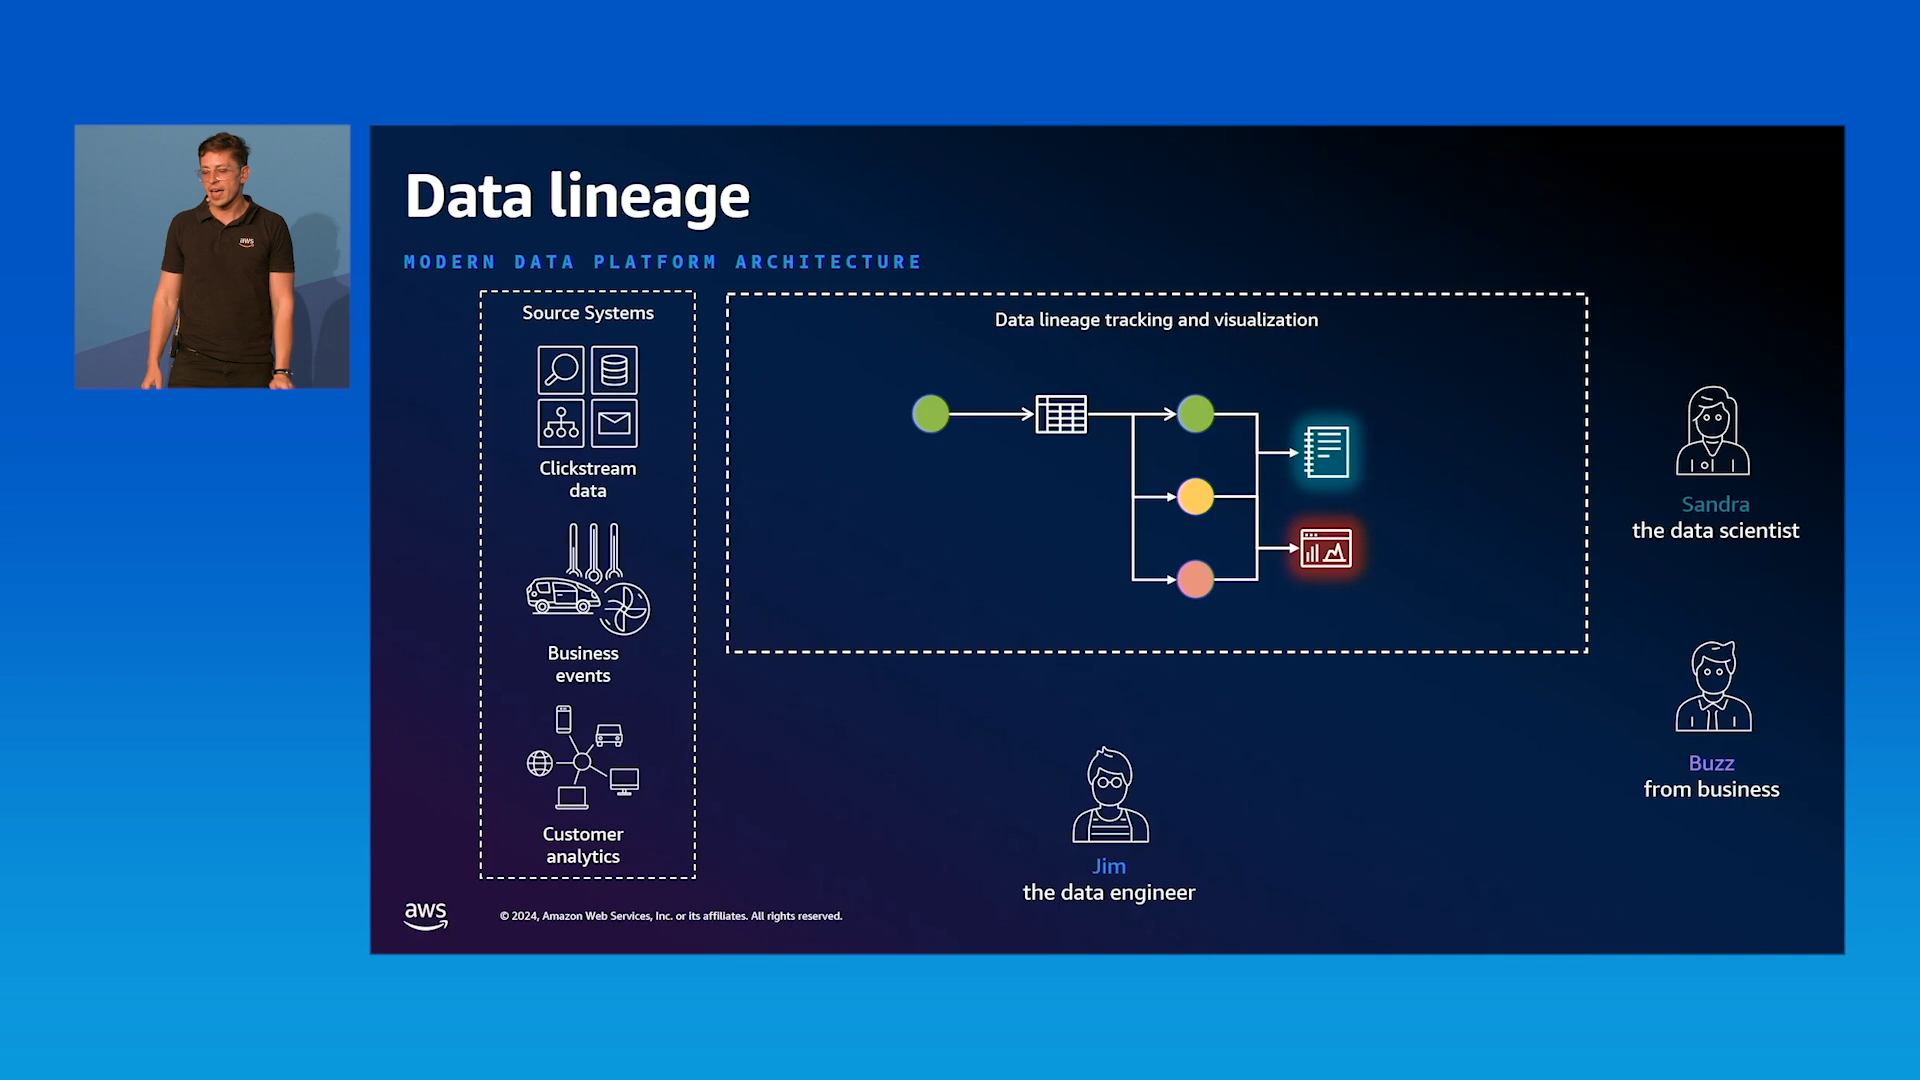 aws
Data lineage
MODERN DATA PLATFORM ARCHITECTURE
Source Systems
Clickstream
data
Business
events
Customer
analytics
Data lineage tracking and visualization
Sandra
the data scientist
Buzz
from business
Jim
the data engineer
aws
© 2024, Amazon Web Services, Inc. or its affiliates. All rights reserved.